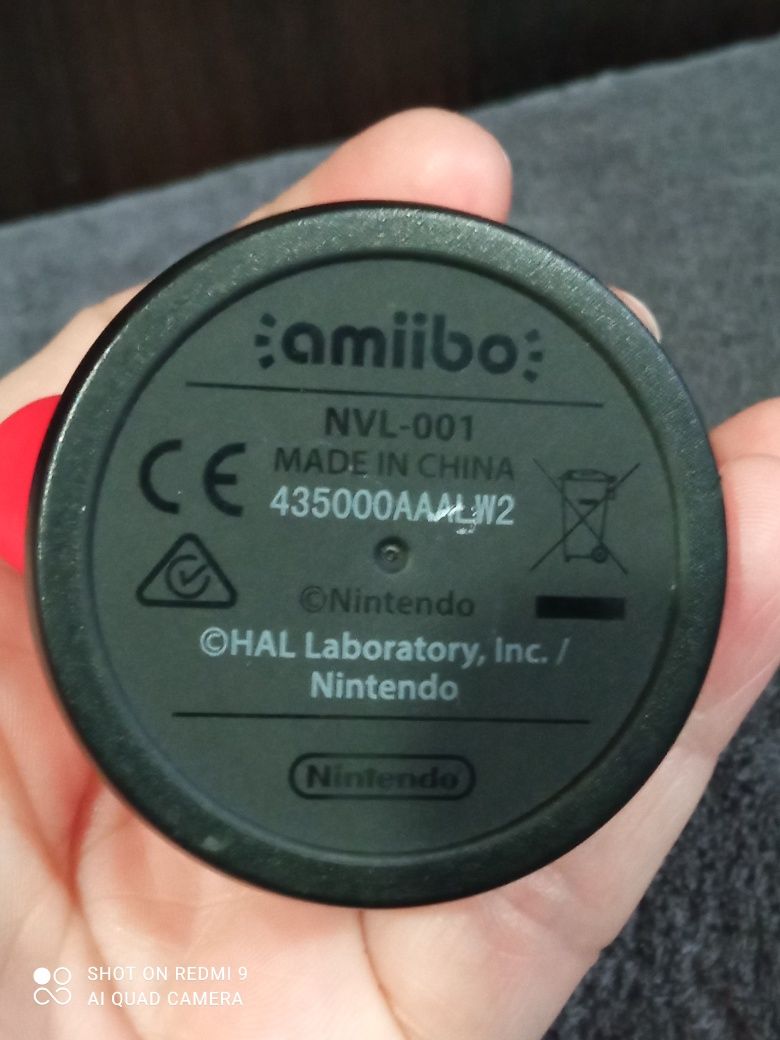 amiibo
NVL-001
MADE IN CHINA
CE
435000AAALW2
©Nintendo
©HAL Laboratory, Inc. /
Nintendo
Nintendo
SHOT ON REDMI 9
AI QUAD CAMERA